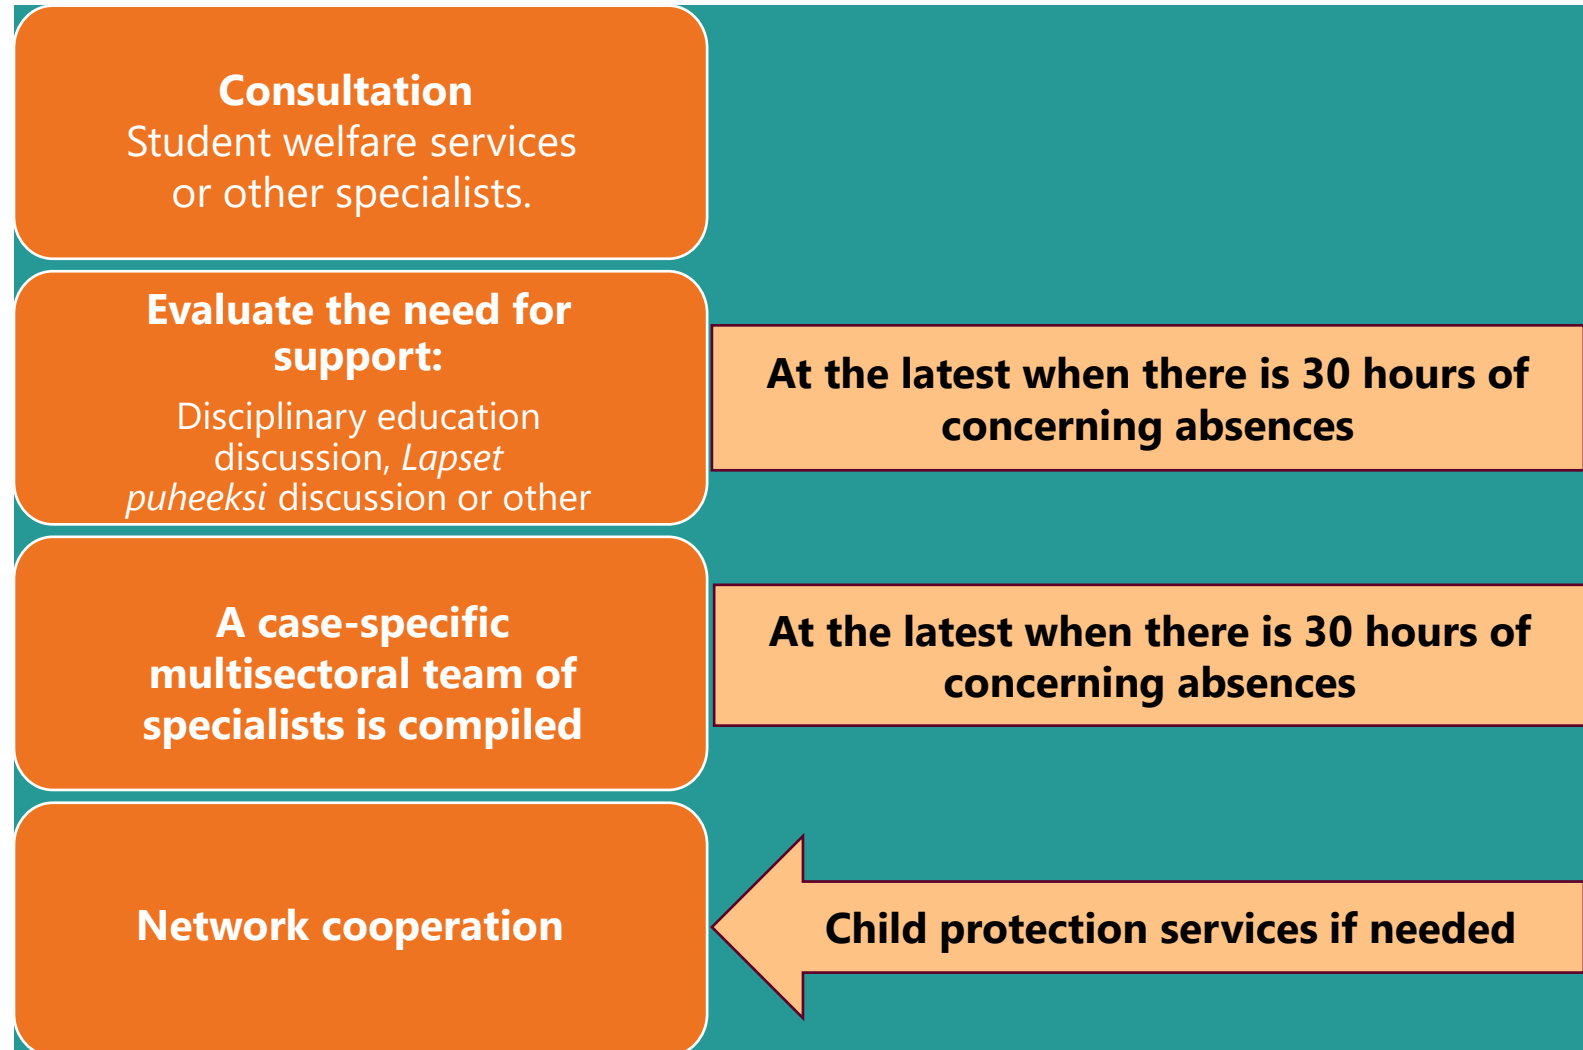 Consultation
Student welfare services
or other specialists.
Evaluate the need for
support:
Disciplinary education
discussion, Lapset
puheeksi discussion or other
At the latest when there is 30 hours of
concerning absences
A case-specific
multisectoral team of
specialists is compiled
At the latest when there is 30 hours of
concerning absences
Network cooperation
Child protection services if needed